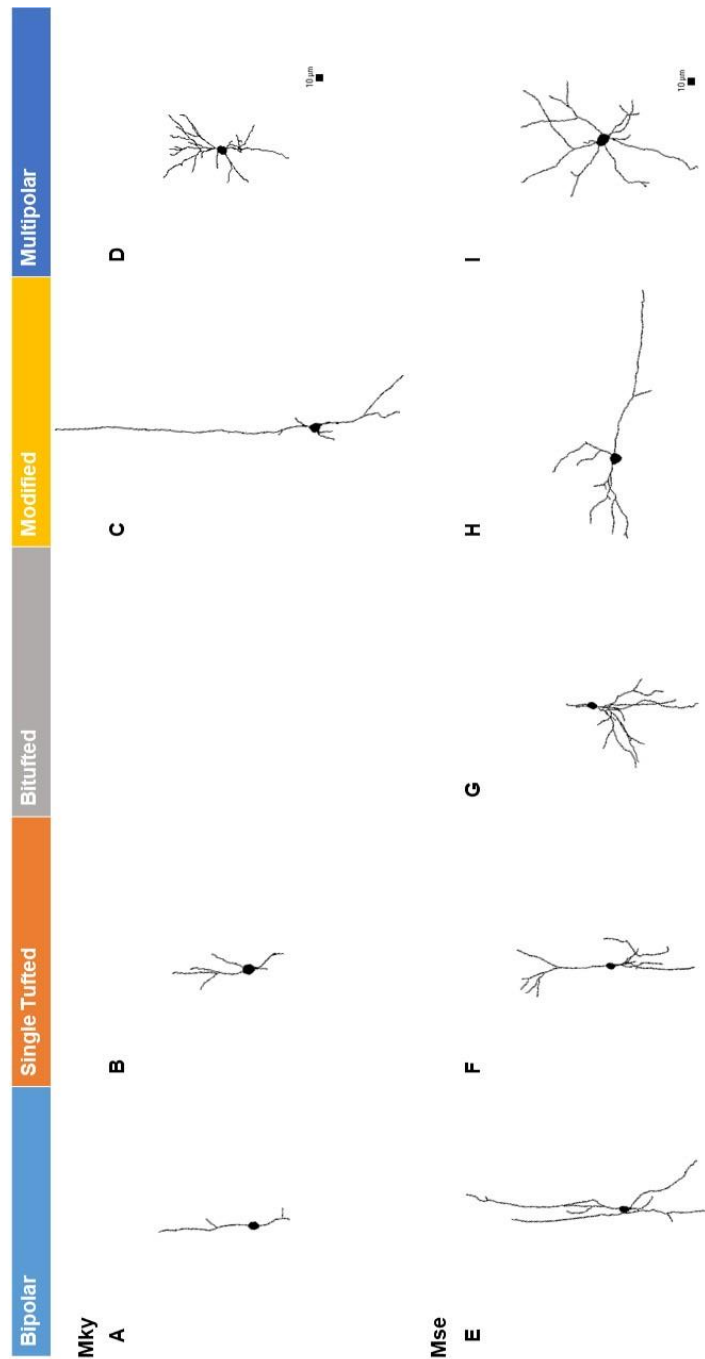 Bipolar Single Tufted Bitufted Modified Multipolar
Mky
A B C D
10 µm
Mse
E F G H I
10 µm